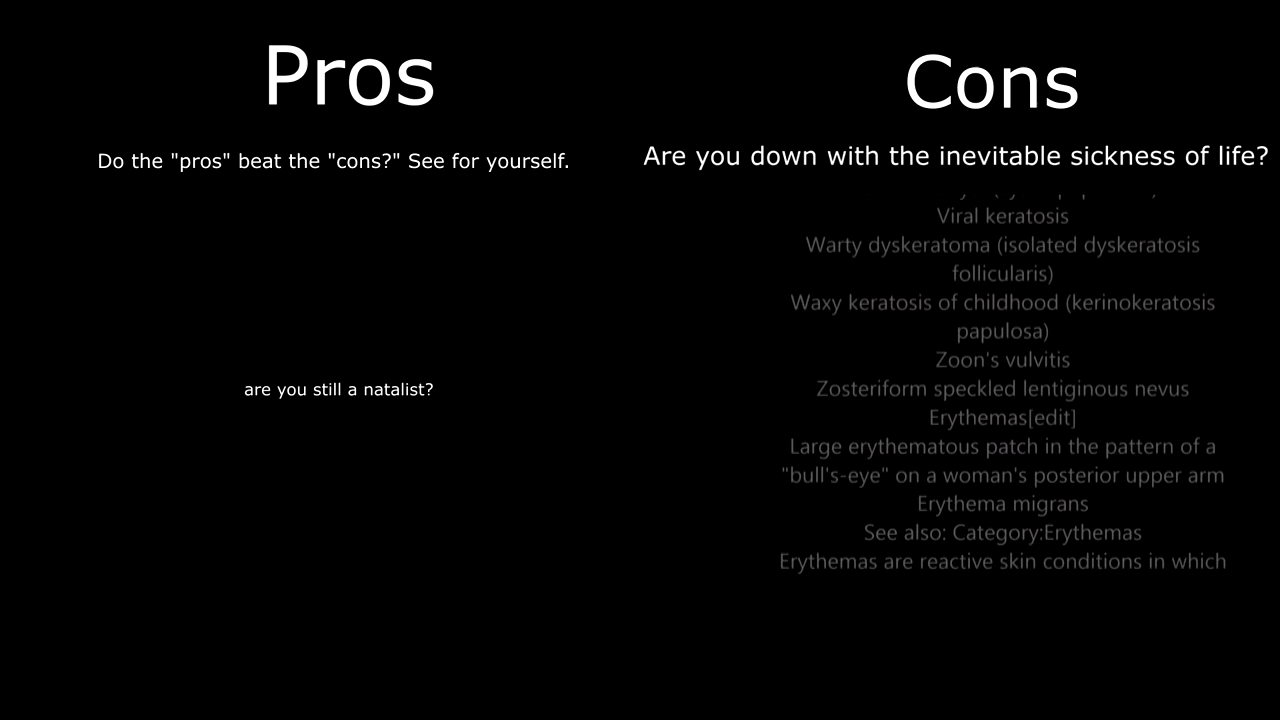 Pros
Do the "pros" beat the "cons?" See for yourself.
are you still a natalist?
Cons
Are you down with the inevitable sickness of life?
Viral keratosis
Warty dyskeratoma (isolated dyskeratosis
follicularis)
Waxy keratosis of childhood (kerinokeratosis
papulosa)
Zoon's vulvitis
Zosteriform speckled lentiginous nevus
Erythemas[edit]
Large erythematous patch in the pattern of a
"bull's-eye" on a woman's posterior upper arm
Erythema migrans
See also: Category:Erythemas
Erythemas are reactive skin conditions in which